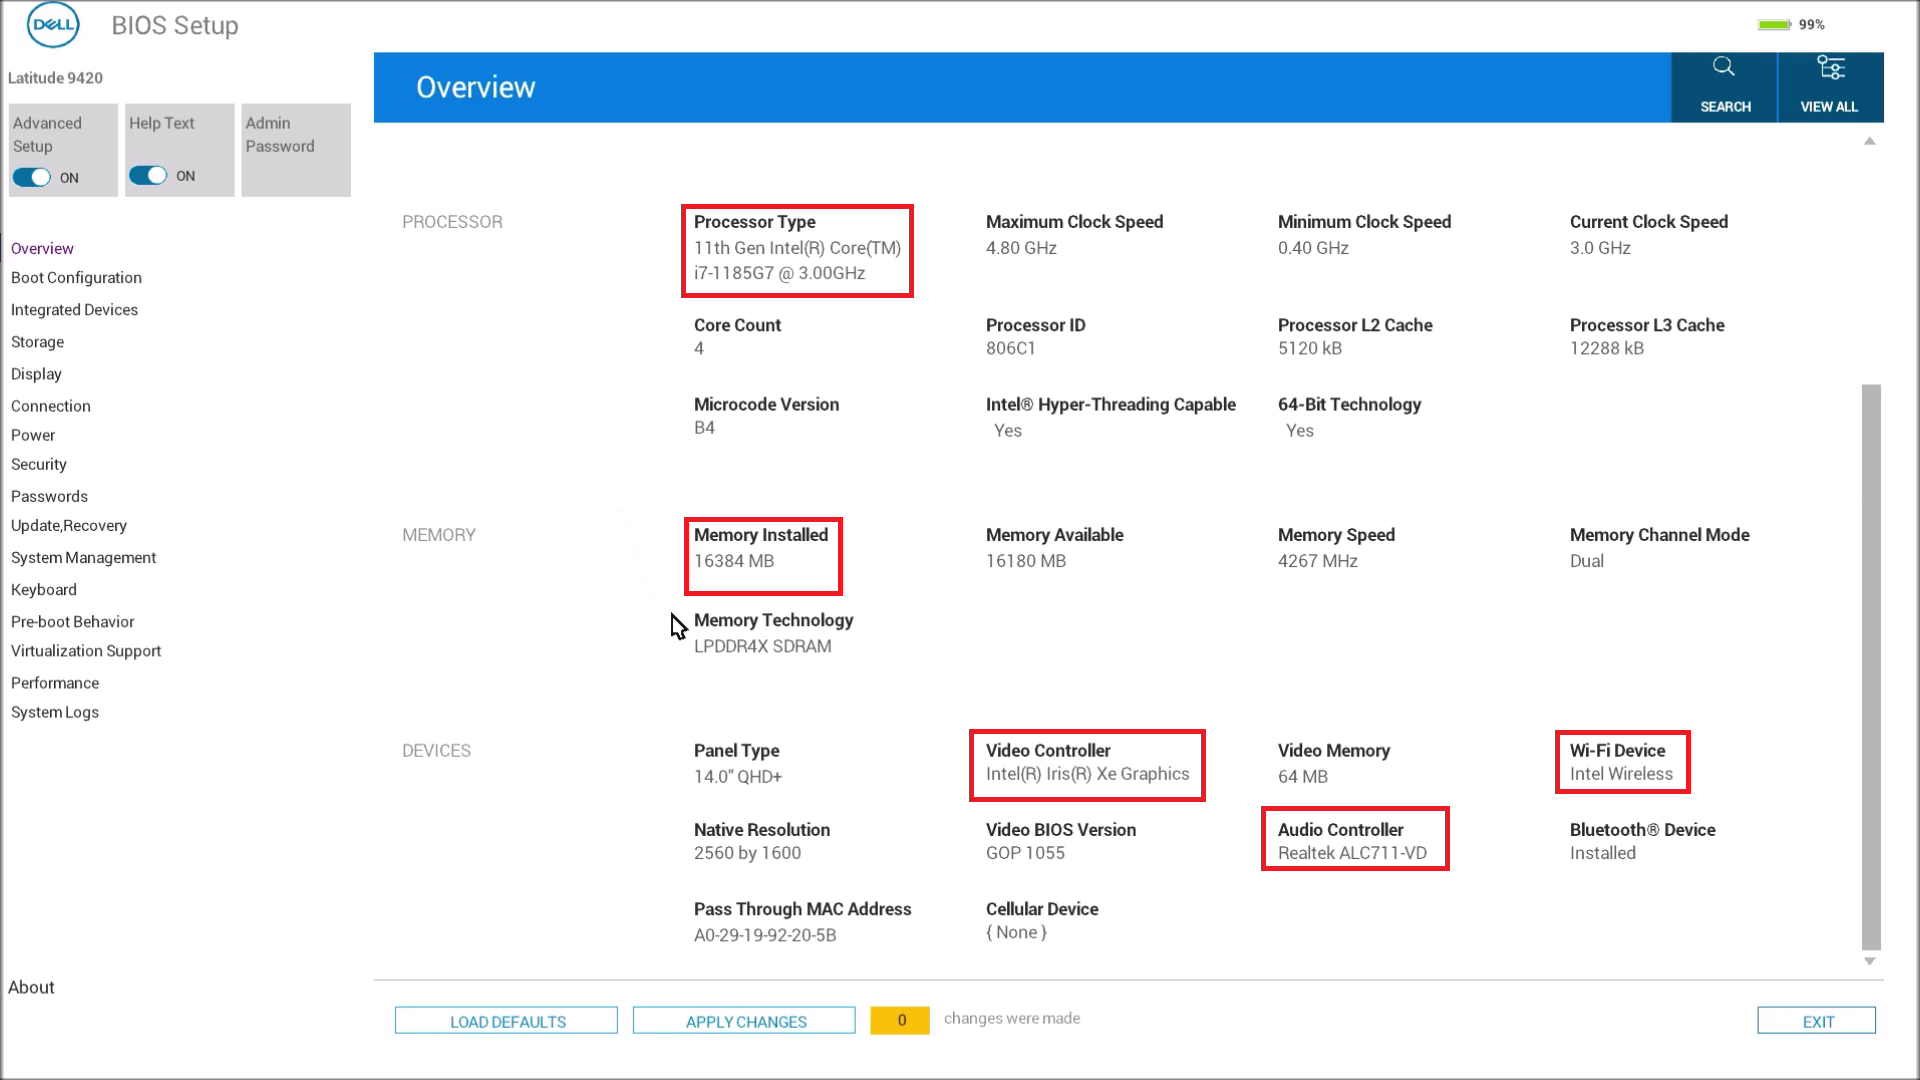 DELL
BIOS Setup
99%
Latitude 9420
Advanced
Setup
ON
Help Text
ON
Admin
Password
Overview
SEARCH
VIEW ALL
Overview
Boot Configuration
Integrated Devices
Storage
Display
Connection
Power
Security
Passwords
Update,Recovery
System Management
Keyboard
Pre-boot Behavior
Virtualization Support
Performance
System Logs
About
PROCESSOR
Processor Type
11th Gen Intel(R) Core(TM)
i7-1185G7 @ 3.00GHz
Maximum Clock Speed
4.80 GHz
Minimum Clock Speed
0.40 GHz
Current Clock Speed
3.0 GHz
Core Count
4
Processor ID
806C1
Processor L2 Cache
5120 kB
Processor L3 Cache
12288 kB
Microcode Version
B4
Intel® Hyper-Threading Capable
Yes
64-Bit Technology
Yes
MEMORY
Memory Installed
16384 MB
Memory Available
16180 MB
Memory Speed
4267 MHz
Memory Channel Mode
Dual
Memory Technology
LPDDR4X SDRAM
DEVICES
Panel Type
14.0" QHD+
Video Controller
Intel(R) Iris(R) Xe Graphics
Video Memory
64 MB
Wi-Fi Device
Intel Wireless
Native Resolution
2560 by 1600
Video BIOS Version
GOP 1055
Audio Controller
Realtek ALC711-VD
Bluetooth® Device
Installed
Pass Through MAC Address
A0-29-19-92-20-5B
Cellular Device
{ None }
LOAD DEFAULTS
APPLY CHANGES
0
changes were made
EXIT